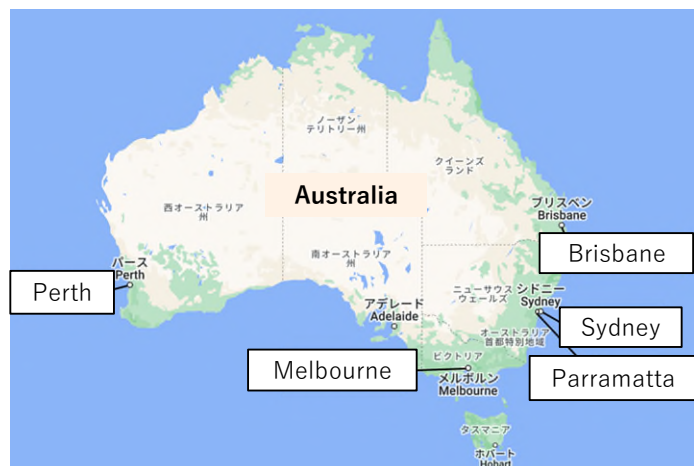 ノーザン
テリトリー州
クイーンズ
ランド
Australia
西オーストラリア
州
ブリスベン
Brisbane
Brisbane
南オーストラリア
州
パース
Perth
Perth
ニューサウス
ウェールズ
シドニー
Sydney
Sydney
アデレード
Adelaide
オーストラリア
首都特別地域
ビクトリア
Melbourne
メルボルン
Melbourne
Parramatta
タスマニア
ホバート
Hobart